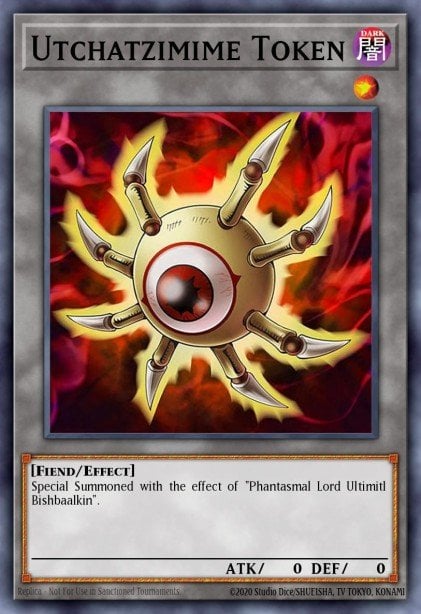 Utchatzimime Token
DARK
闇
[Fiend/Effect]
Special Summoned with the effect of "Phantasmal Lord Ultimitl
Bishbaalkin".
ATK/ 0 DEF/ 0
Replica - Not For Use in Sanctioned Tournaments. ©2020 Studio Dice/SHUEISHA, TV TOKYO, KONAMI